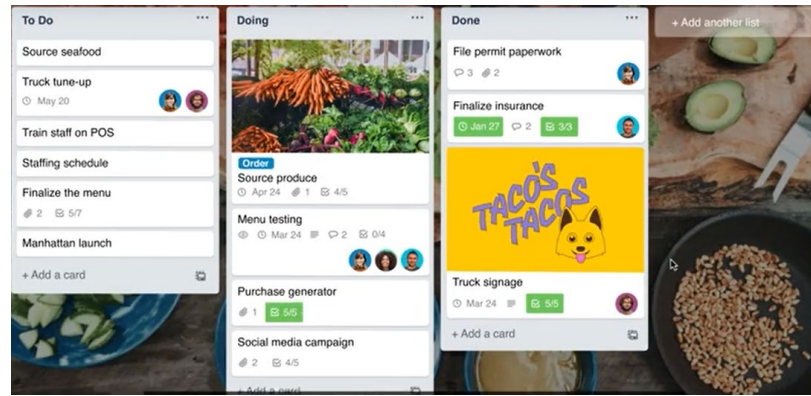 To Do
Source seafood
Truck tune-up
May 20
Train staff on POS
Staffing schedule
Finalize the menu
2 5/7
Manhattan launch
+ Add a card
Doing
Order
Source produce
Apr 24 1 4/5
Menu testing
Mar 24 2 0/4
Purchase generator
1 5/5
Social media campaign
2 4/5
+ Add a card
Done
File permit paperwork
3 2
Finalize insurance
Jan 27 2 3/3
TACO'S
TACOS
Truck signage
Mar 24 5/5
+ Add a card
+ Add another list